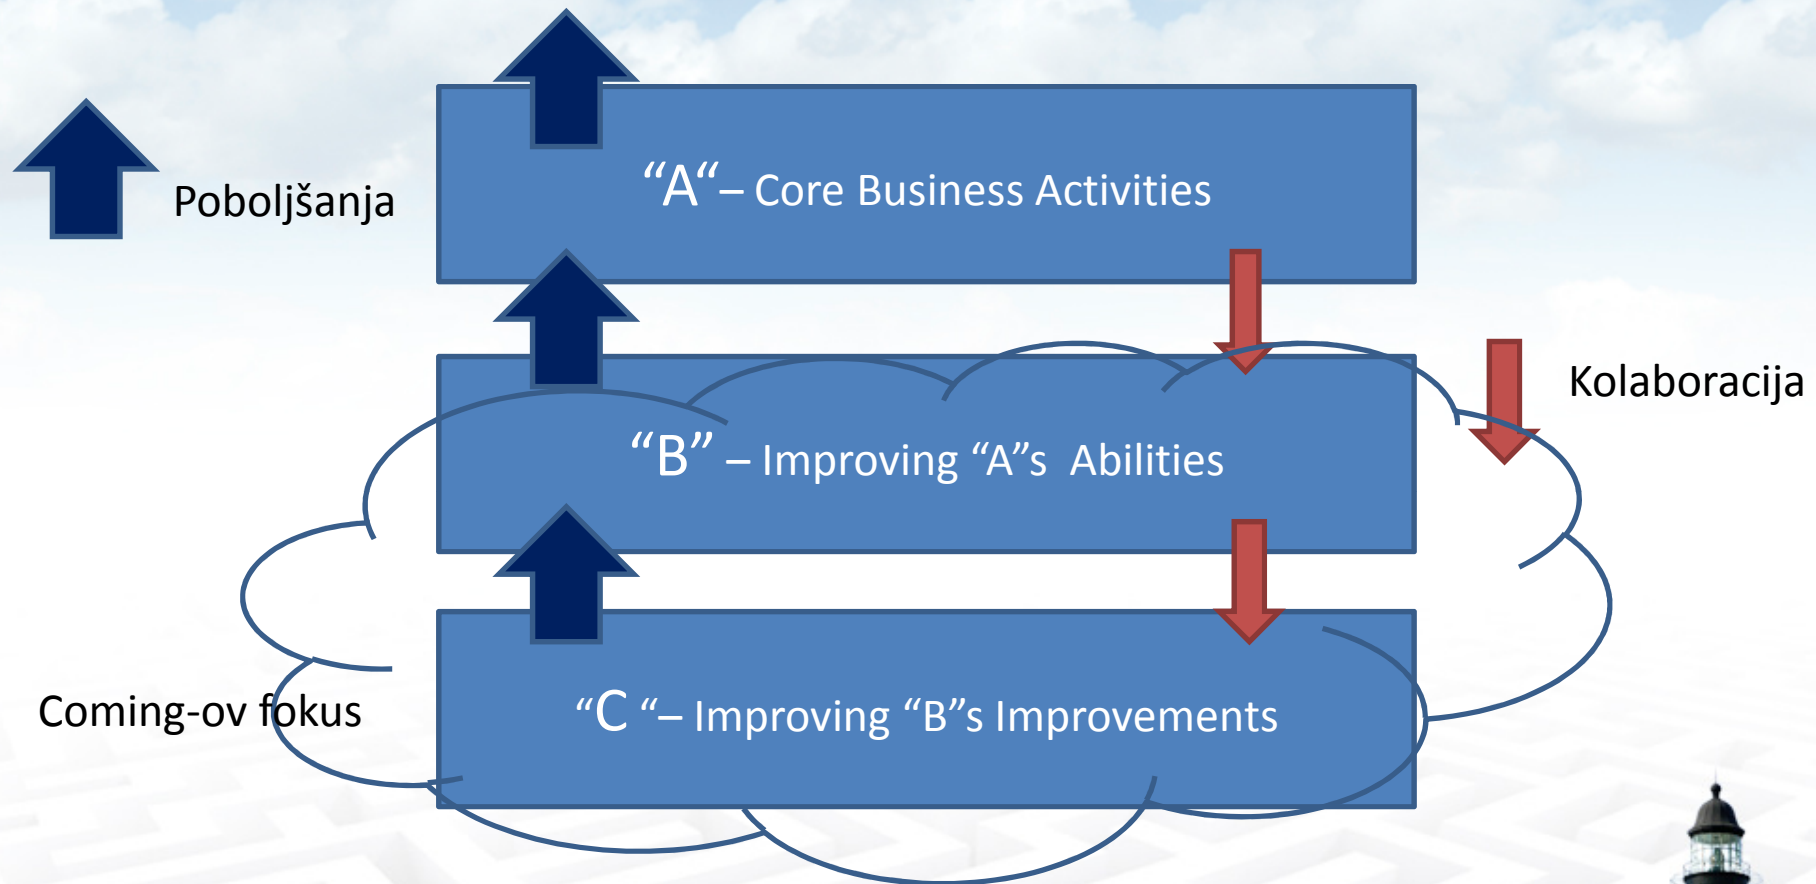 “A“– Core Business Activities
Poboljšanja
Kolaboracija
“B” – Improving “A”s  Abilities
Coming-ov fokus
“C “– Improving “B”s Improvements